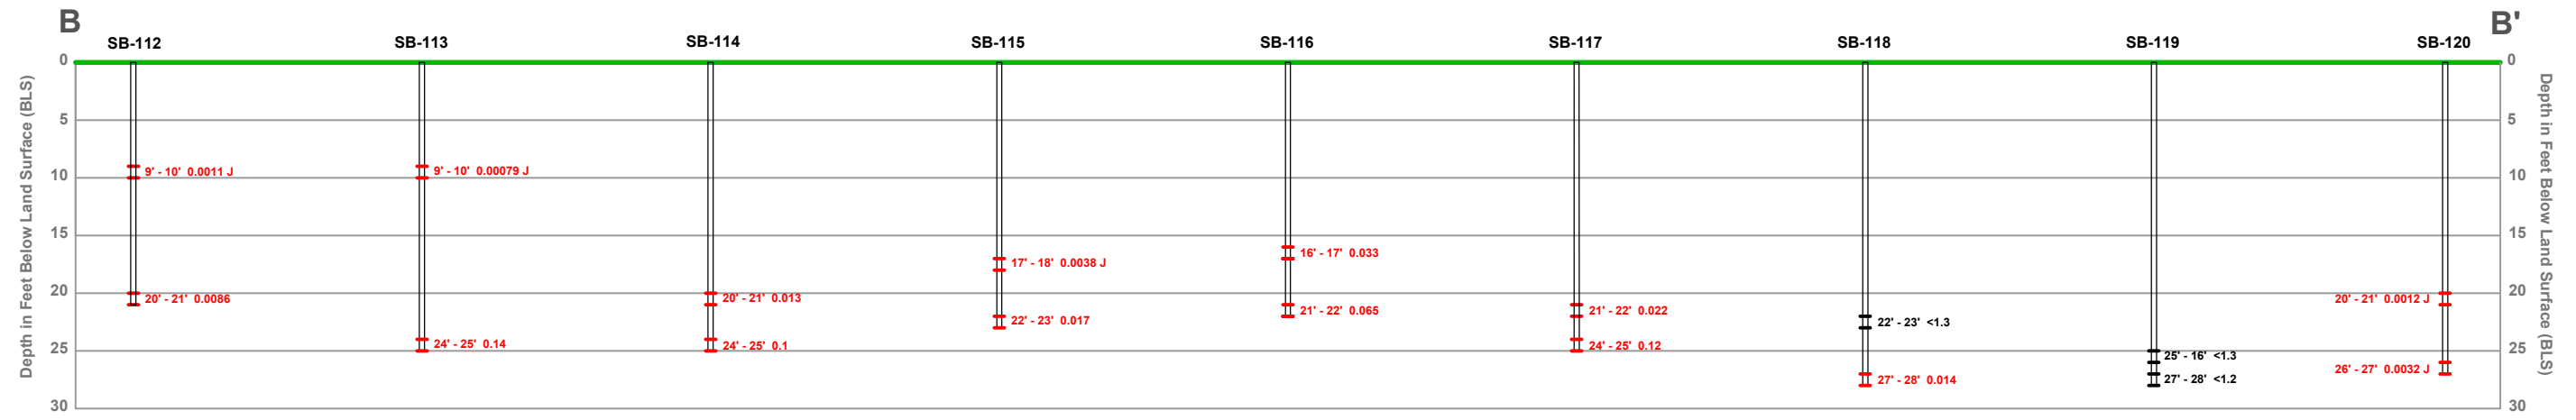 B
B'
SB-112
SB-113
SB-114
SB-115
SB-116
SB-117
SB-118
SB-119
SB-120
Depth in Feet Below Land Surface (BLS)
0
5
10
15
20
25
30
9' - 10' 0.0011 J
20' - 21' 0.0086
9' - 10' 0.00079 J
24' - 25' 0.14
20' - 21' 0.013
24' - 25' 0.1
17' - 18' 0.0038 J
22' - 23' 0.017
16' - 17' 0.033
21' - 22' 0.065
21' - 22' 0.022
24' - 25' 0.12
22' - 23' <1.3
27' - 28' 0.014
25' - 16' <1.3
27' - 28' <1.2
20' - 21' 0.0012 J
26' - 27' 0.0032 J
0
5
10
15
20
25
30
Depth in Feet Below Land Surface (BLS)